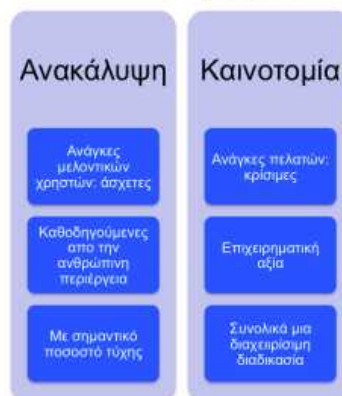 Ανακάλυψη
Ανάγκες
μελοντικών
χρηστών: άσχετες
Καθοδηγούμενες
απο την
ανθρώπινη
περιέργεια
Με σημαντικό
ποσοστό τύχης
Καινοτομία
Ανάγκες πελατών:
κρίσιμες
Επιχειρηματική
αξία
Συνολικά μια
διαχειρίσιμη
διαδικασία